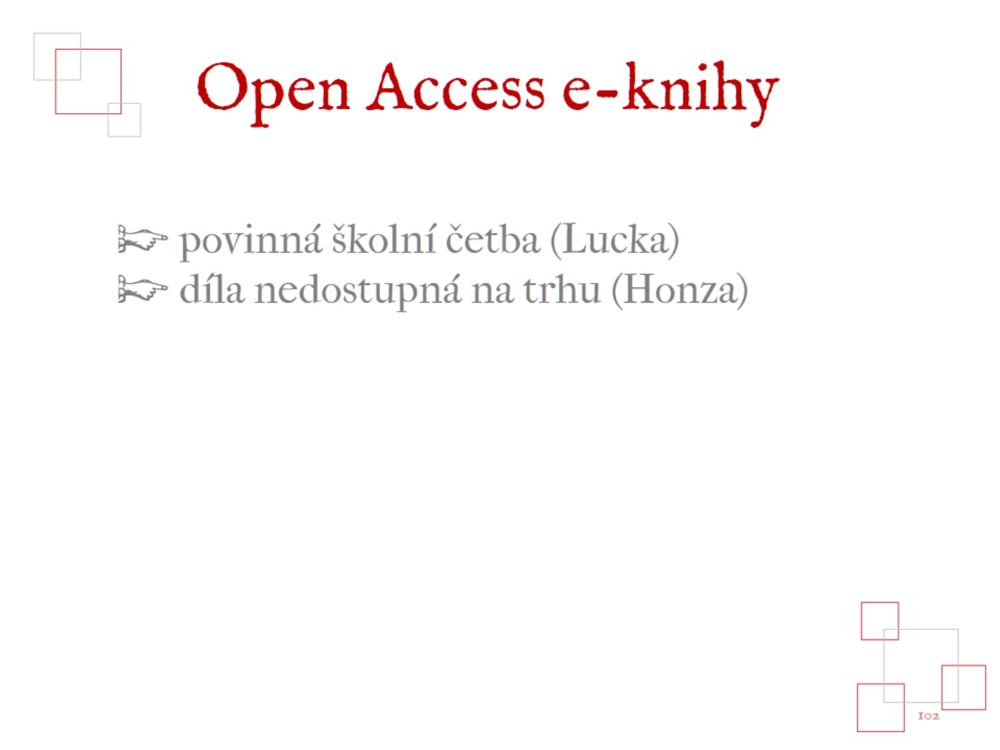 Open Access e-knihy
☞ povinná školní četba (Lucka)
☞ díla nedostupná na trhu (Honza)
102